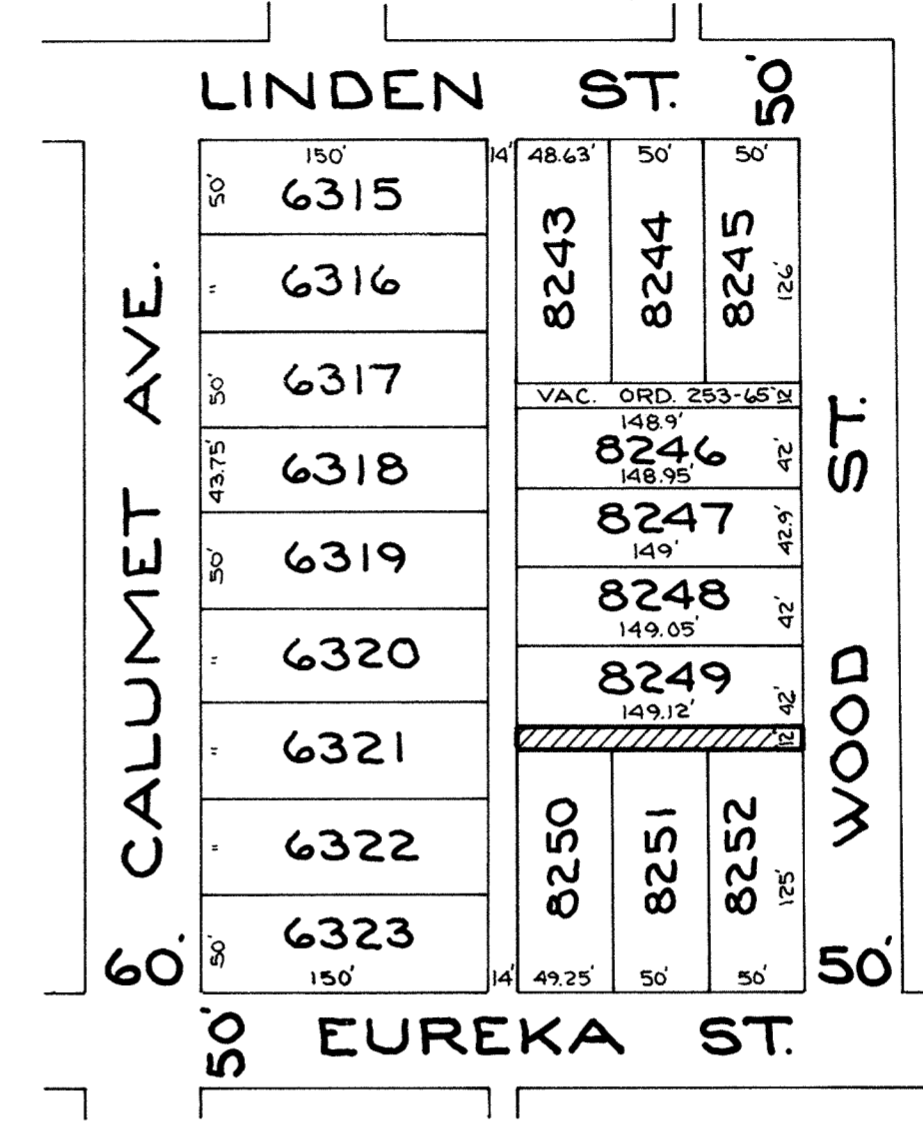 LINDEN ST. 50'
CALUMET AVE.
60.
150'
50' 6315
" 6316
50' 6317
43.75' 6318
50' 6319
" 6320
" 6321
" 6322
50' 6323
150'
14'
48.63' 50' 50'
8243 8244 8245 126'
VAC. ORD. 253-65 12'
148.9'
8246 42'
148.95'
8247 42.9'
149'
8248 42'
149.05'
8249 42'
149.12'
12'
8250 8251 8252 125'
14' 49.25' 50' 50'
WOOD ST.
50'
50' EUREKA ST.